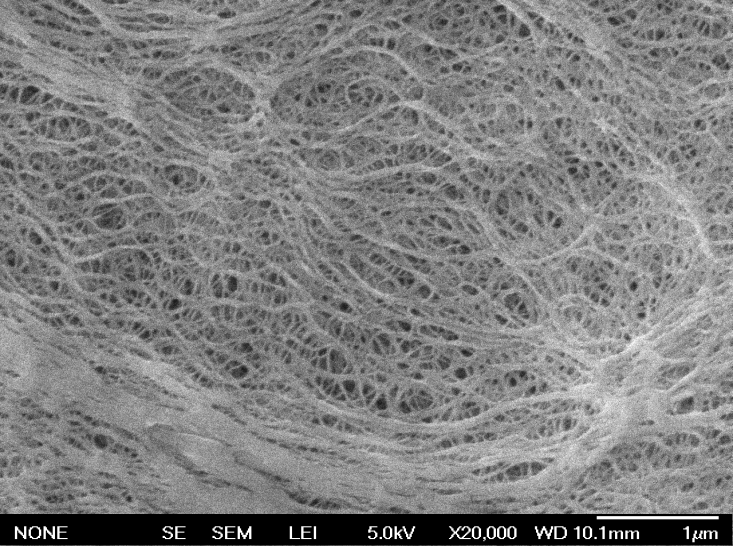 NONE SE SEM LEI 5.0kV X20,000 WD 10.1mm 1μm